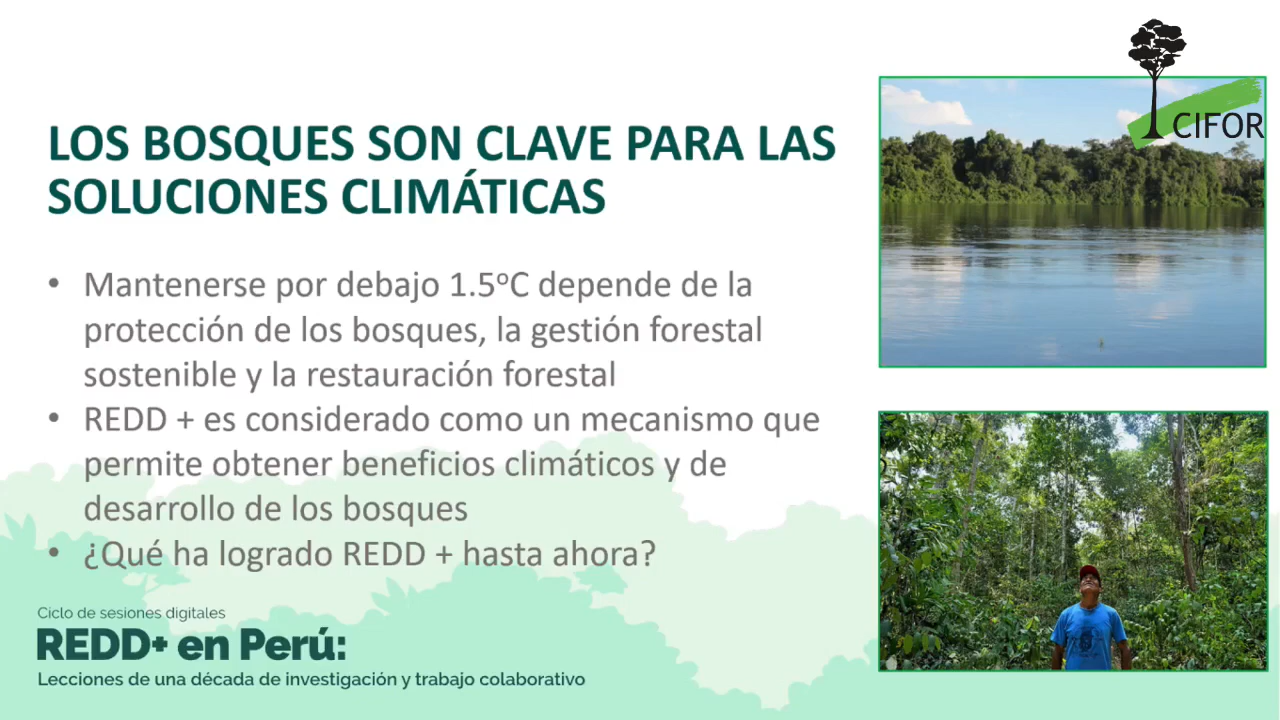 CIFOR
LOS BOSQUES SON CLAVE PARA LAS
SOLUCIONES CLIMÁTICAS
• Mantenerse por debajo 1.5ºC depende de la
protección de los bosques, la gestión forestal
sostenible y la restauración forestal
• REDD + es considerado como un mecanismo que
permite obtener beneficios climáticos y de
desarrollo de los bosques
• ¿Qué ha logrado REDD + hasta ahora?
Ciclo de sesiones digitales
REDD+ en Perú:
Lecciones de una década de investigación y trabajo colaborativo